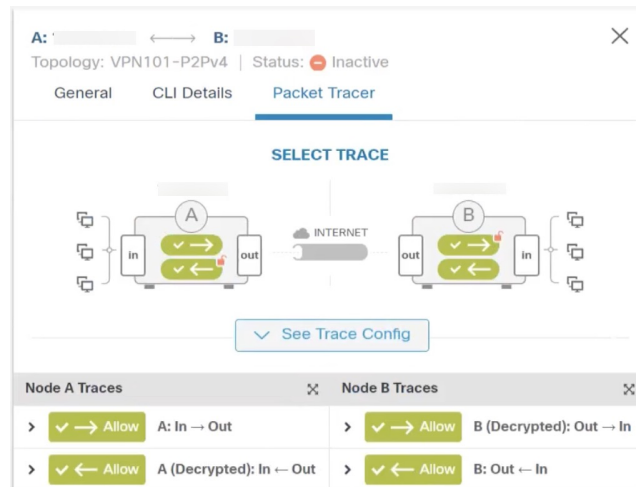 A: B:
Topology: VPN101-P2Pv4 | Status: Inactive
General CLI Details Packet Tracer
SELECT TRACE
A B
INTERNET
in out out in
See Trace Config
Node A Traces Node B Traces
Allow A: In → Out Allow B (Decrypted): Out → In
Allow A (Decrypted): In ← Out Allow B: Out ← In